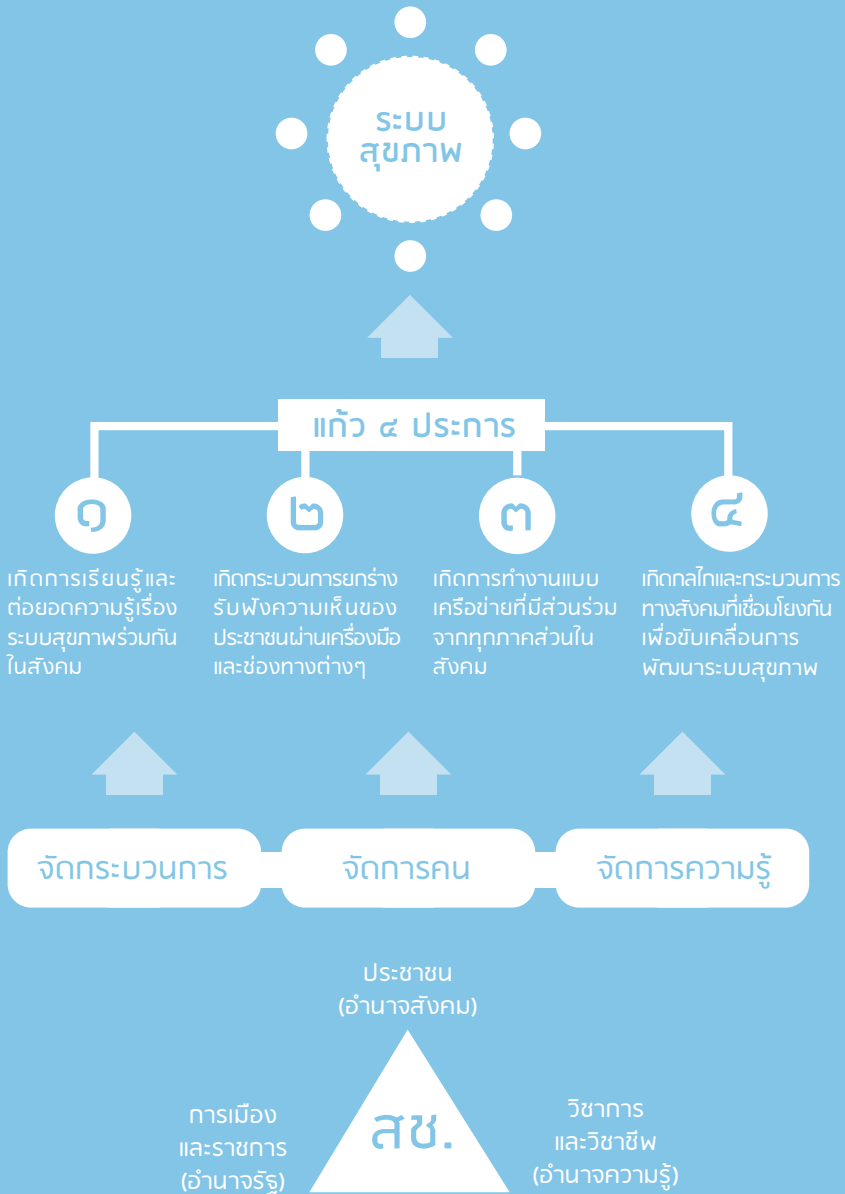 ระบบ
สุขภาพ
แก้ว ๔ ประการ
๑
เกิดการเรียนรู้และ
ต่อยอดความรู้เรื่อง
ระบบสุขภาพร่วมกัน
ในสังคม
๒
เกิดกระบวนการยกร่าง
รับฟังความเห็นของ
ประชาชนผ่านเครื่องมือ
และช่องทางต่างๆ
๓
เกิดการทำงานแบบ
เครือข่ายที่มีส่วนร่วม
จากทุกภาคส่วนใน
สังคม
๔
เกิดกลไกและกระบวนการ
ทางสังคมที่เชื่อมโยงกัน
เพื่อขับเคลื่อนการ
พัฒนาระบบสุขภาพ
จัดกระบวนการ
จัดการคน
จัดการความรู้
ประชาชน
(อำนาจสังคม)
สช.
การเมือง
และราชการ
(อำนาจรัฐ)
วิชาการ
และวิชาชีพ
(อำนาจความรู้)